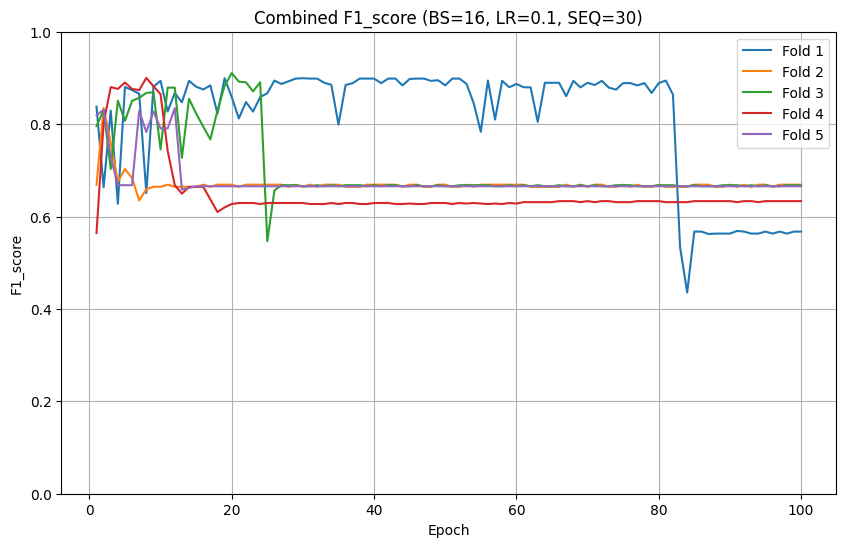 Combined F1_score (BS=16, LR=0.1, SEQ=30)
1.0
0.8
0.6
0.4
0.2
0.0
F1_score
0
20
40
60
80
100
Epoch
Fold 1
Fold 2
Fold 3
Fold 4
Fold 5